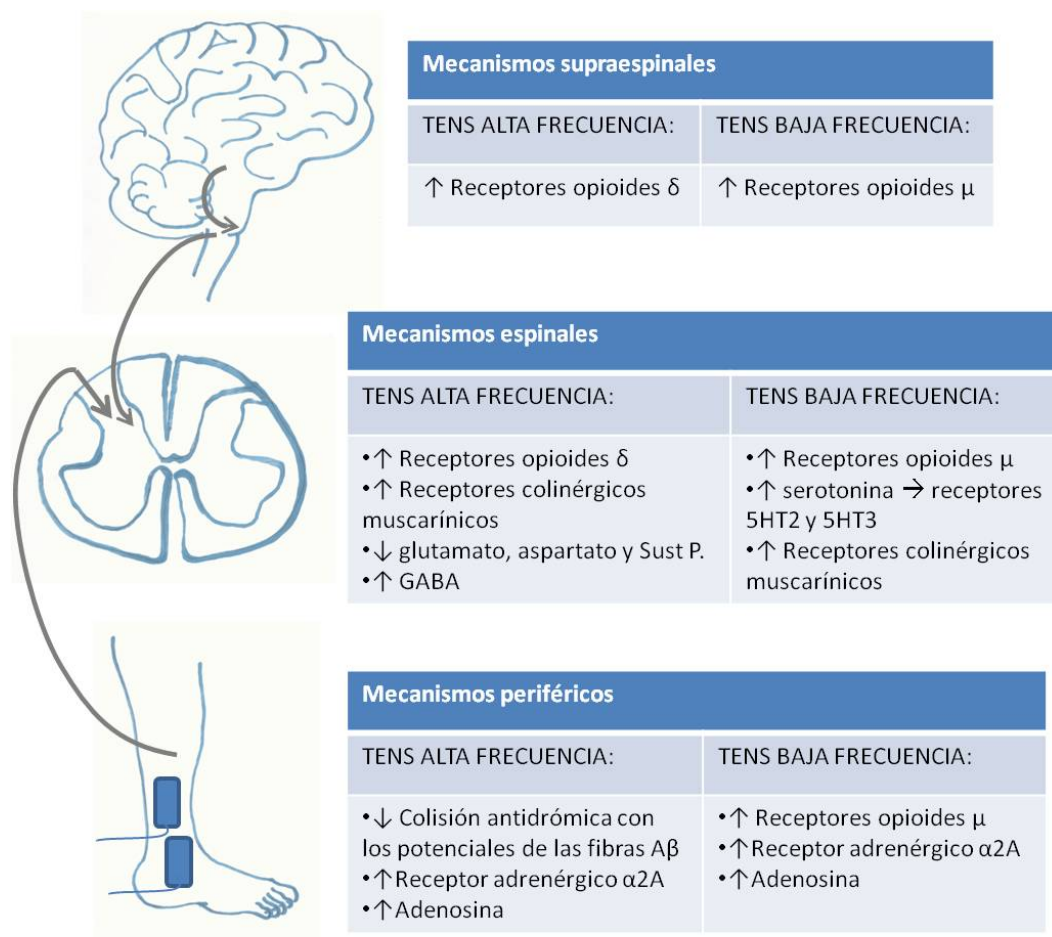 Mecanismos supraespinales
TENS ALTA FRECUENCIA:
TENS BAJA FRECUENCIA:
↑ Receptores opioides δ
↑ Receptores opioides μ
Mecanismos espinales
TENS ALTA FRECUENCIA:
TENS BAJA FRECUENCIA:
•↑ Receptores opioides δ
•↑ Receptores colinérgicos
muscarínicos
•↓ glutamato, aspartato y Sust P.
•↑ GABA
•↑ Receptores opioides μ
•↑ serotonina → receptores
5HT2 y 5HT3
•↑ Receptores colinérgicos
muscarínicos
Mecanismos periféricos
TENS ALTA FRECUENCIA:
TENS BAJA FRECUENCIA:
•↓ Colisión antidrómica con
los potenciales de las fibras Aβ
•↑Receptor adrenérgico α2A
•↑Adenosina
•↑ Receptores opioides μ
•↑Receptor adrenérgico α2A
•↑Adenosina